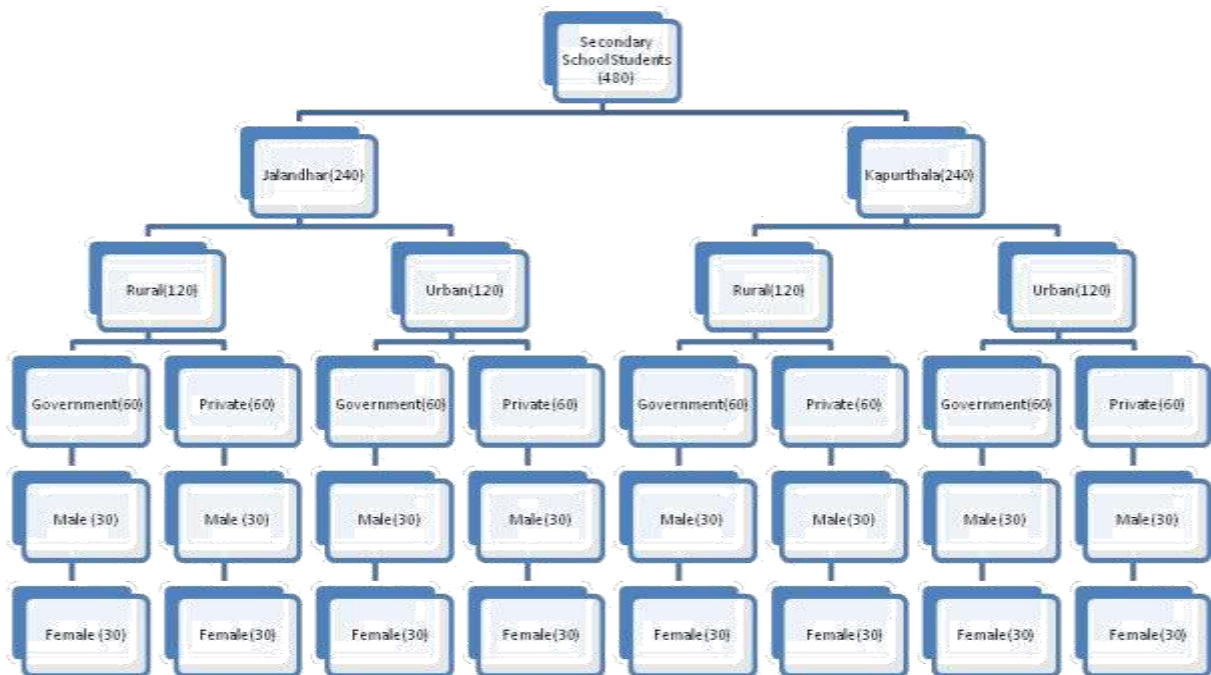 Secondary
School Students
(480)
Jalandhar(240)
Kapurthala(240)
Rural(120)
Urban(120)
Rural(120)
Urban(120)
Government(60)
Private(60)
Government(60)
Private(60)
Government(60)
Private(60)
Government(60)
Private(60)
Male (30)
Male (30)
Male(30)
Male(30)
Male(30)
Male(30)
Male(30)
Male(30)
Female (30)
Female(30)
Female(30)
Female(30)
Female(30)
Female(30)
Female(30)
Female(30)